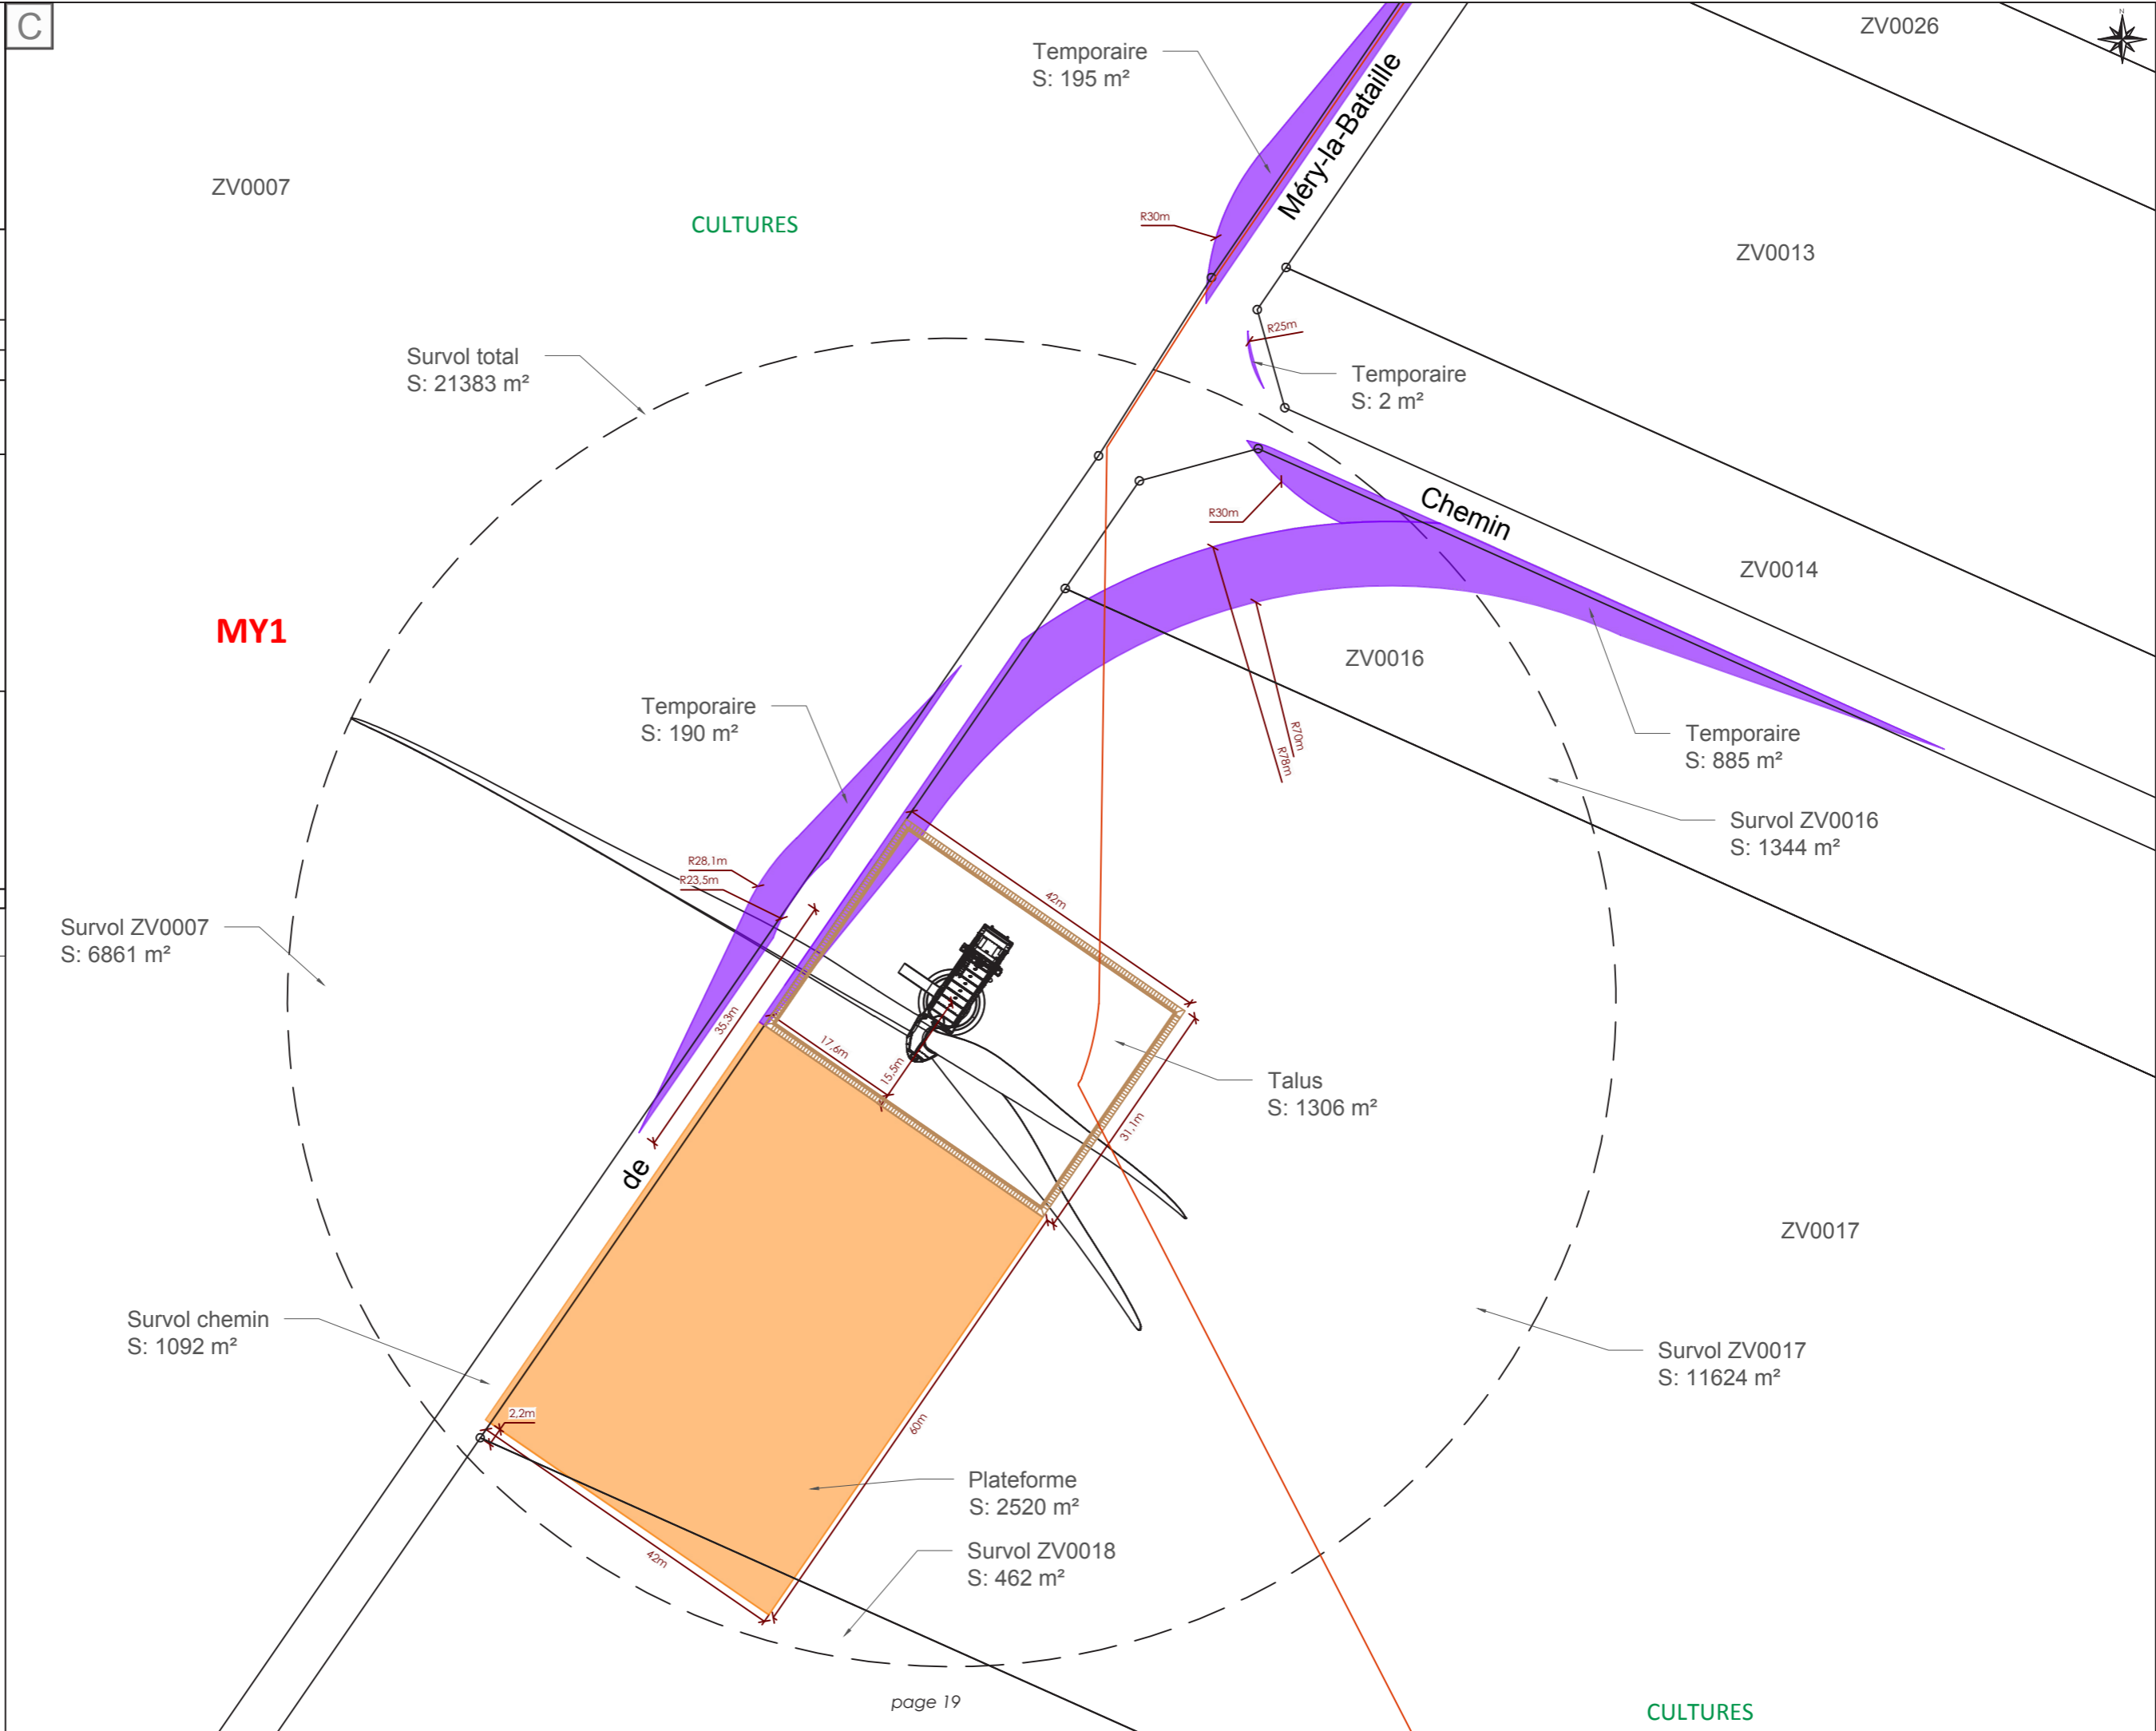 C
N
ZV0026
Temporaire
S: 195 m²
Méry-la-Bataille
ZV0007
CULTURES
R30m
ZV0013
R25m
Survol total
S: 21383 m²
Temporaire
S: 2 m²
R30m
Chemin
ZV0014
MY1
ZV0016
Temporaire
S: 190 m²
R70m
R78m
Temporaire
S: 885 m²
Survol ZV0016
S: 1344 m²
R28,1m
R23,5m
42m
Survol ZV0007
S: 6861 m²
35,3m
17,6m
15,5m
Talus
S: 1306 m²
31,1m
de
ZV0017
Survol chemin
S: 1092 m²
Survol ZV0017
S: 11624 m²
2,2m
60m
Plateforme
S: 2520 m²
42m
Survol ZV0018
S: 462 m²
page 19
CULTURES